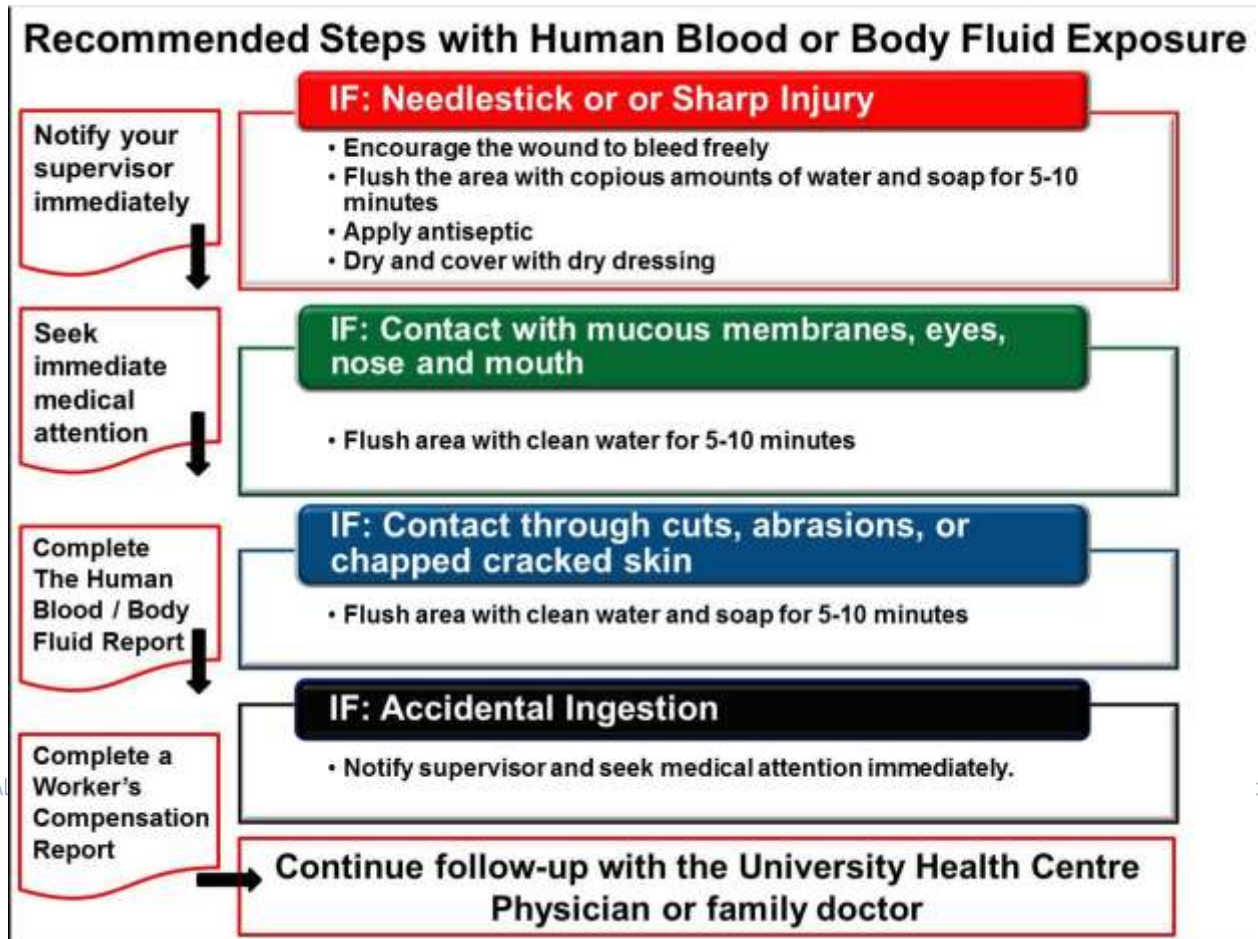 Recommended Steps with Human Blood or Body Fluid Exposure
Notify your
supervisor
immediately
IF: Needlestick or or Sharp Injury
• Encourage the wound to bleed freely
• Flush the area with copious amounts of water and soap for 5-10
minutes
• Apply antiseptic
• Dry and cover with dry dressing
Seek
immediate
medical
attention
IF: Contact with mucous membranes, eyes,
nose and mouth
• Flush area with clean water for 5-10 minutes
Complete
The Human
Blood / Body
Fluid Report
IF: Contact through cuts, abrasions, or
chapped cracked skin
• Flush area with clean water and soap for 5-10 minutes
Complete a
Worker's
Compensation
Report
IF: Accidental Ingestion
• Notify supervisor and seek medical attention immediately.
Continue follow-up with the University Health Centre
Physician or family doctor